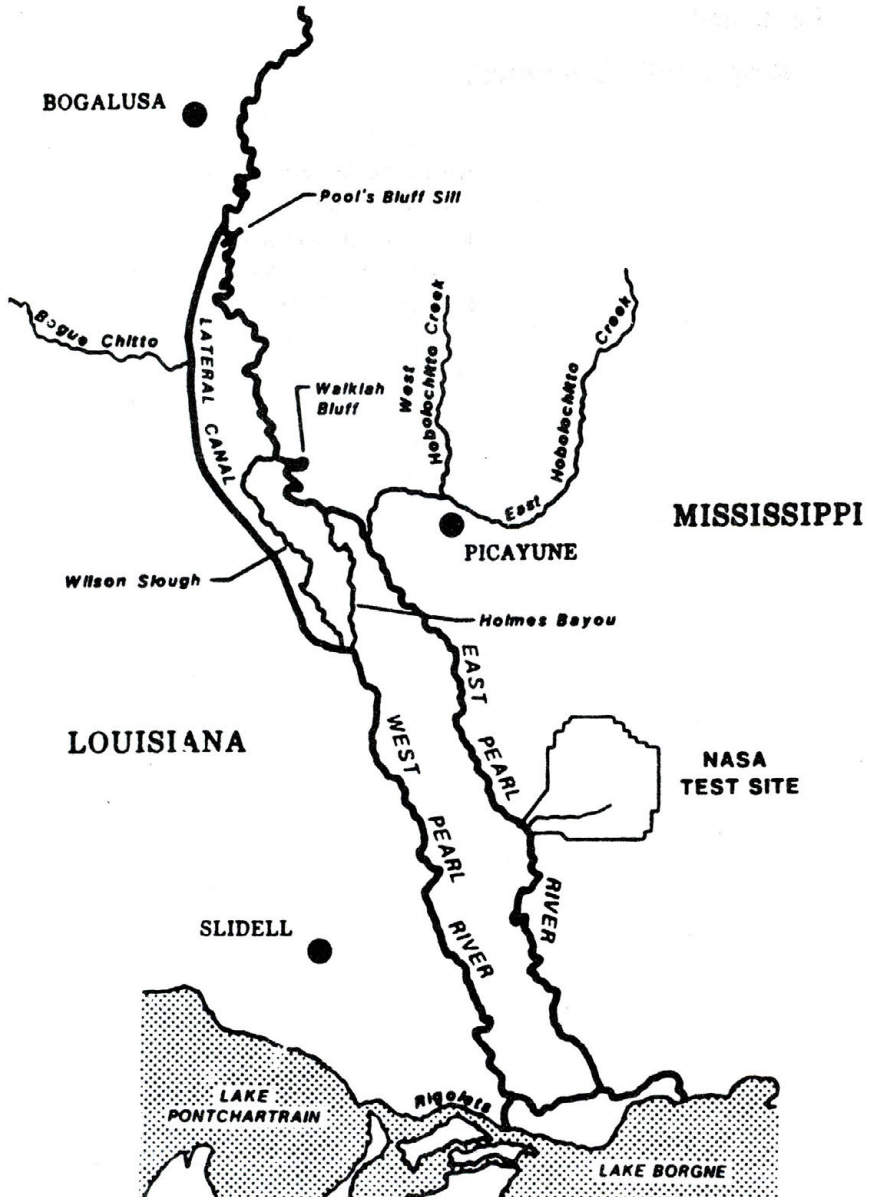 BOGALUSA
Pool's Bluff Sill
Bogue Chitto
LATERAL CANAL
West
Hobolochitto Creek
East Hobolochitto Creek
Walkiah
Bluff
MISSISSIPPI
PICAYUNE
Wilson Slough
Holmes Bayou
EAST PEARL RIVER
LOUISIANA
WEST PEARL RIVER
NASA
TEST SITE
SLIDELL
LAKE
PONTCHARTRAIN
Rigolets
LAKE BORGNE